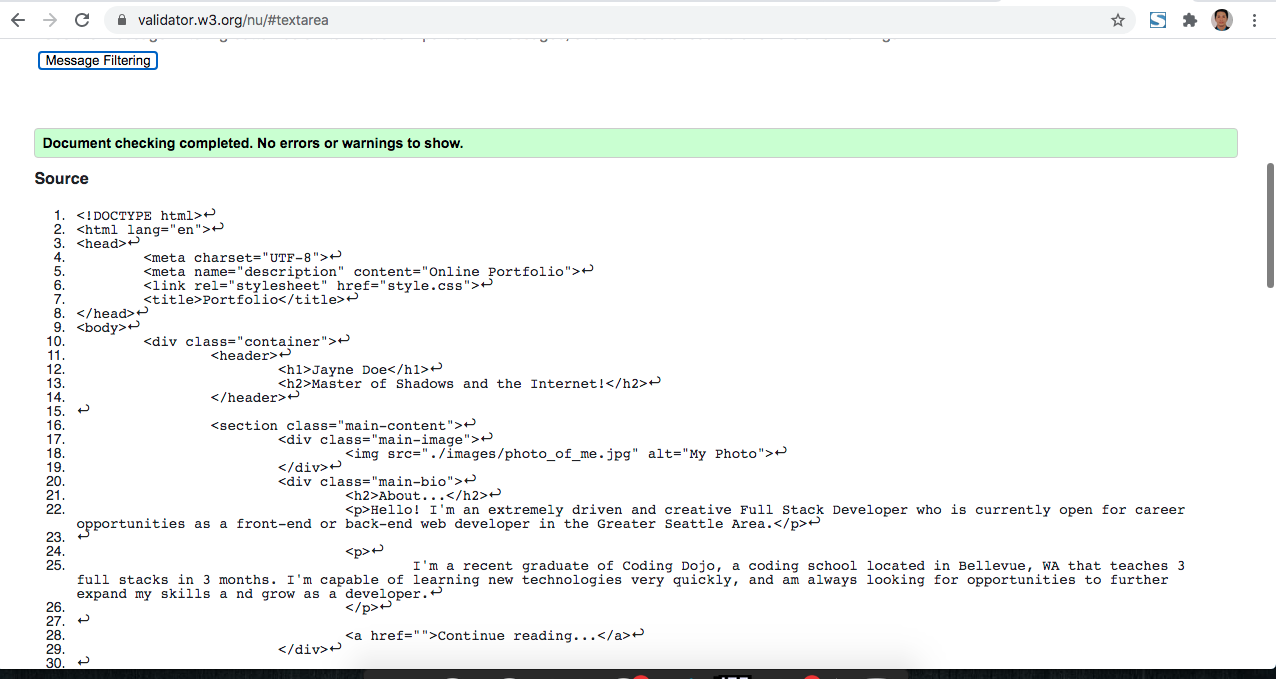 validator.w3.org/nu/#textarea
Message Filtering
Document checking completed. No errors or warnings to show.
Source
1. <!DOCTYPE html>↩
2. <html lang="en">↩
3. <head>↩
4. <meta charset="UTF-8">↩
5. <meta name="description" content="Online Portfolio">↩
6. <link rel="stylesheet" href="style.css">↩
7. <title>Portfolio</title>↩
8. </head>↩
9. <body>↩
10. <div class="container">↩
11. <header>↩
12. <h1>Jayne Doe</h1>↩
13. <h2>Master of Shadows and the Internet!</h2>↩
14. </header>↩
15. ↩
16. <section class="main-content">↩
17. <div class="main-image">↩
18. <img src="./images/photo_of_me.jpg" alt="My Photo">↩
19. </div>↩
20. <div class="main-bio">↩
21. <h2>About...</h2>↩
22. <p>Hello! I'm an extremely driven and creative Full Stack Developer who is currently open for career
opportunities as a front-end or back-end web developer in the Greater Seattle Area.</p>↩
23. ↩
24. <p>↩
25. I'm a recent graduate of Coding Dojo, a coding school located in Bellevue, WA that teaches 3
full stacks in 3 months. I'm capable of learning new technologies very quickly, and am always looking for opportunities to further
expand my skills a nd grow as a developer.↩
26. </p>↩
27. ↩
28. <a href="">Continue reading...</a>↩
29. </div>↩
30. ↩